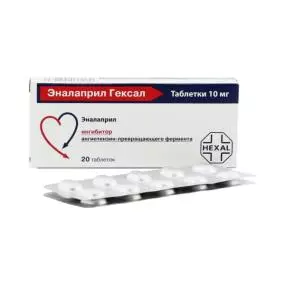 Эналаприл Гексал
Таблетки 10 мг
Эналаприл
ингибитор
ангиотензин-превращающего фермента
20 таблеток
HEXAL